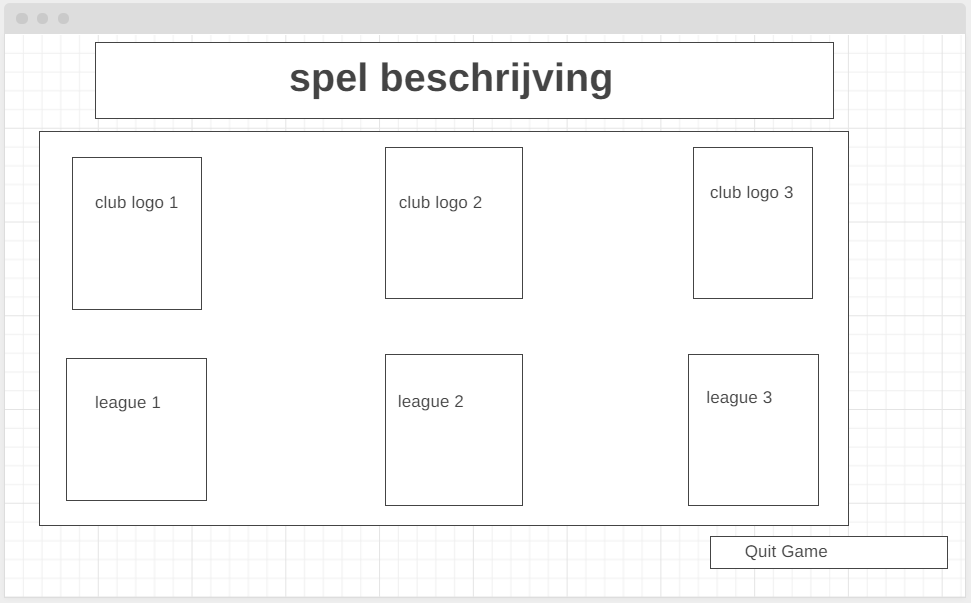 spel beschrijving
club logo 1
club logo 2
club logo 3
league 1
league 2
league 3
Quit Game